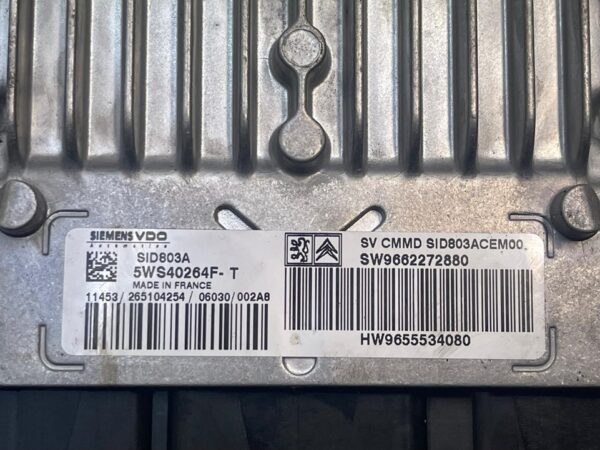 SIEMENS VDO
Automotive
SID803A
5WS40264F- T
MADE IN FRANCE
11453/ 265104254 / 06030/ 002A8
SV CMMD SID803ACEM00
SW9662272880
HW9655534080